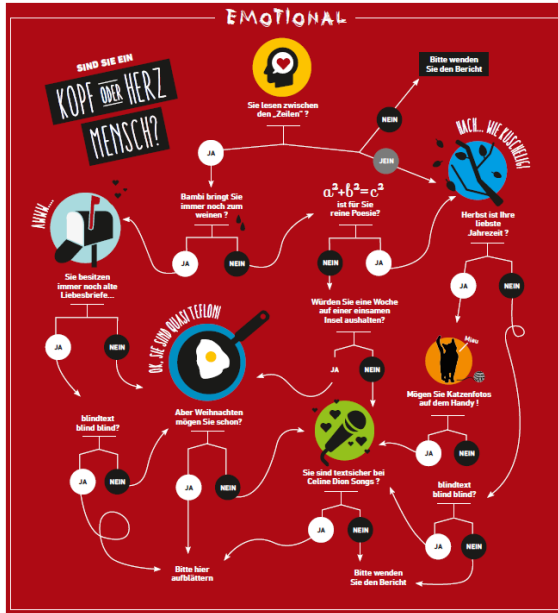 EMOTIONAL
SIND SIE EIN
KOPF ODER HERZ
MENSCH?
Sie lesen zwischen
den „Zeilen“ ?
Bitte wenden
Sie den Bericht
NEIN
JA
JEIN
HACH... WIE KUSCHELIG!
Bambi bringt Sie
immer noch zum
weinen ?
JA
NEIN
a²+b²=c²
ist für Sie
reine Poesie?
NEIN
JA
Herbst ist Ihre
liebste
Jahrezeit ?
JA
NEIN
AWWW....
Sie besitzen
immer noch alte
Liebesbriefe...
JA
NEIN
OK, SIE SIND QUASI TEFLON!
Würden Sie eine Woche
auf einer einsamen
Insel aushalten?
JA
NEIN
Miau
Mögen Sie Katzenfotos
auf dem Handy !
JA
NEIN
blindtext
blind blind?
JA
NEIN
Aber Weihnachten
mögen Sie schon?
JA
NEIN
Sie sind textsicher bei
Celine Dion Songs ?
JA
NEIN
blindtext
blind blind?
JA
NEIN
Bitte hier
aufblättern
Bitte wenden
Sie den Bericht